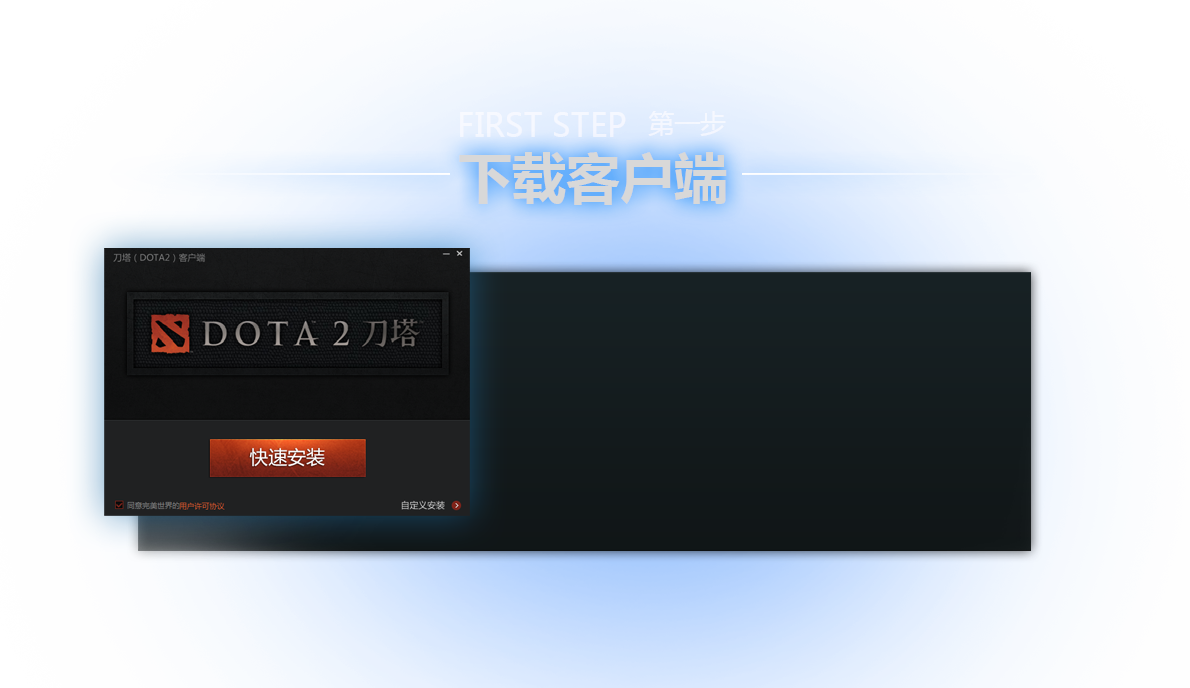 FIRST STEP 第一步
下载客户端
刀塔（DOTA2）客户端
DOTA 2 刀塔
快速安装
同意完美世界的用户许可协议
自定义安装